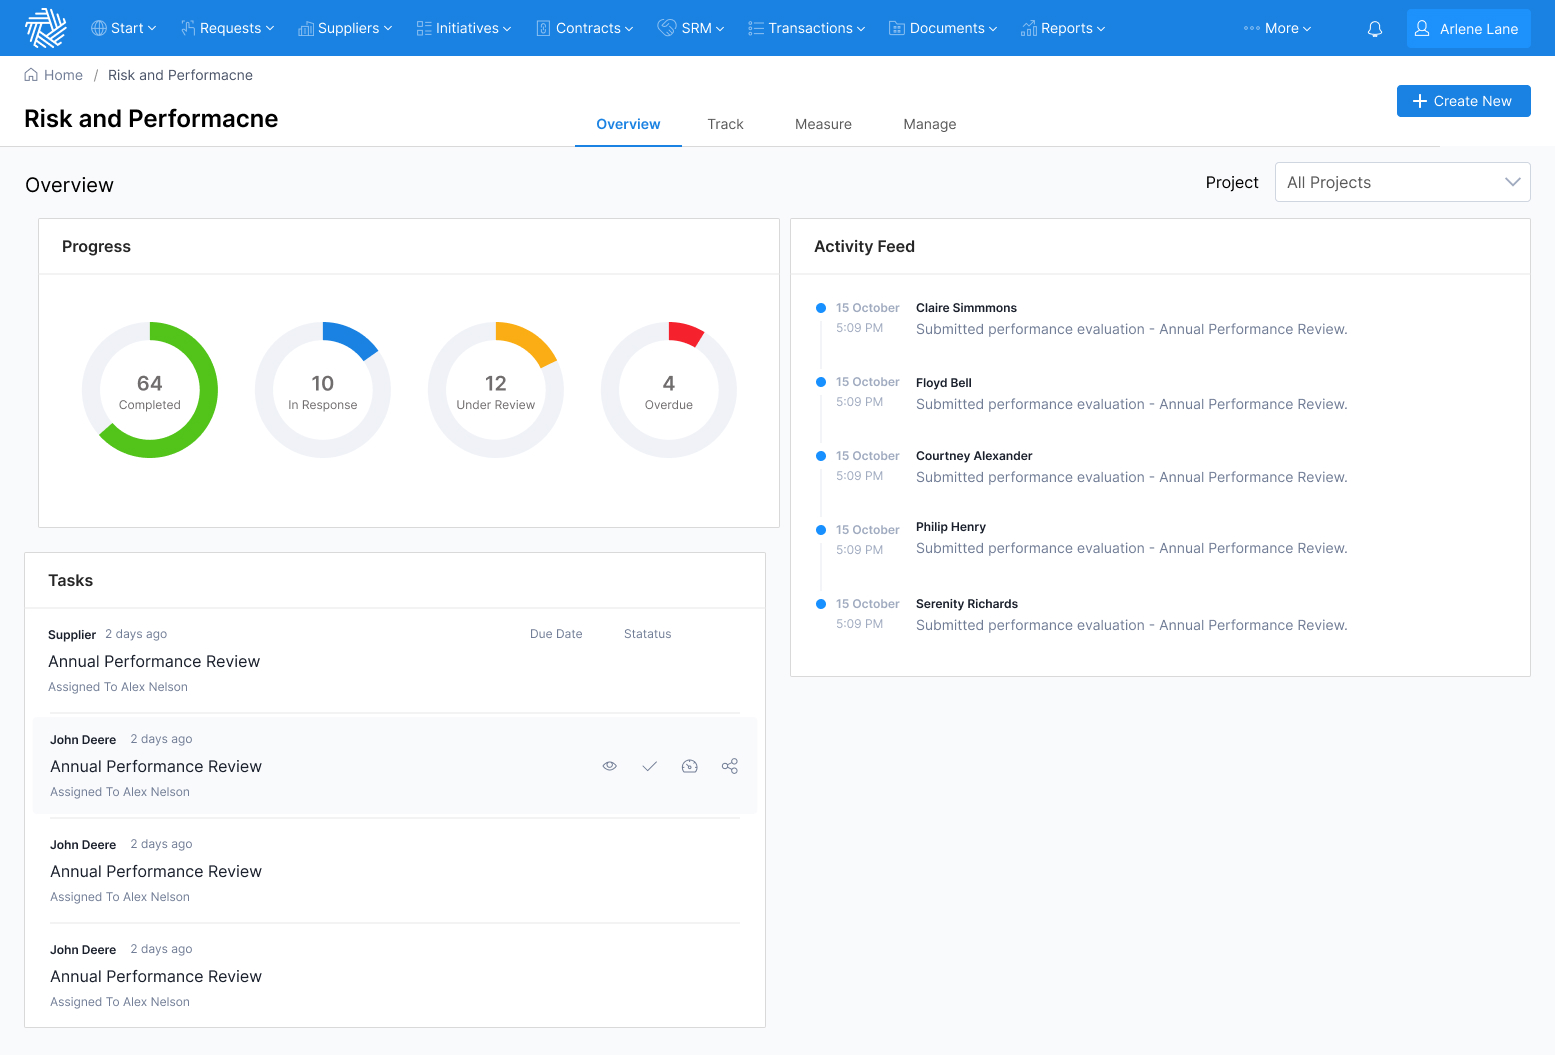 Start Requests Suppliers Initiatives Contracts SRM Transactions Documents Reports More Arlene Lane
Home / Risk and Performacne
Create New
Risk and Performacne
Overview Track Measure Manage
Overview
Project All Projects
Progress
64
Completed
10
In Response
12
Under Review
4
Overdue
Activity Feed
15 October Claire Simmmons
5:09 PM Submitted performance evaluation - Annual Performance Review.
15 October Floyd Bell
5:09 PM Submitted performance evaluation - Annual Performance Review.
15 October Courtney Alexander
5:09 PM Submitted performance evaluation - Annual Performance Review.
15 October Philip Henry
5:09 PM Submitted performance evaluation - Annual Performance Review.
15 October Serenity Richards
5:09 PM Submitted performance evaluation - Annual Performance Review.
Tasks
Supplier 2 days ago Due Date Statatus
Annual Performance Review
Assigned To Alex Nelson
John Deere 2 days ago
Annual Performance Review
Assigned To Alex Nelson
John Deere 2 days ago
Annual Performance Review
Assigned To Alex Nelson
John Deere 2 days ago
Annual Performance Review
Assigned To Alex Nelson